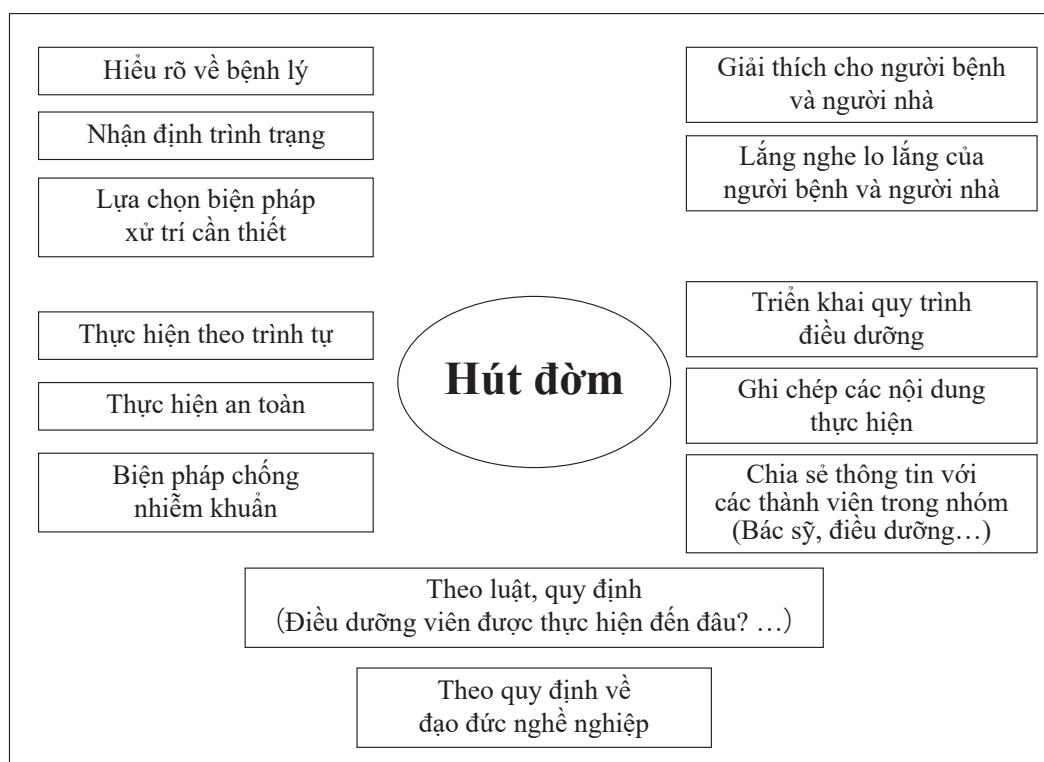 Hiểu rõ về bệnh lý
Nhận định trình trạng
Lựa chọn biện pháp
xử trí cần thiết
Thực hiện theo trình tự
Thực hiện an toàn
Biện pháp chống
nhiễm khuẩn
Hút đờm
Giải thích cho người bệnh
và người nhà
Lắng nghe lo lắng của
người bệnh và người nhà
Triển khai quy trình
điều dưỡng
Ghi chép các nội dung
thực hiện
Chia sẻ thông tin với
các thành viên trong nhóm
(Bác sỹ, điều dưỡng…)
Theo luật, quy định
(Điều dưỡng viên được thực hiện đến đâu? …)
Theo quy định về
đạo đức nghề nghiệp